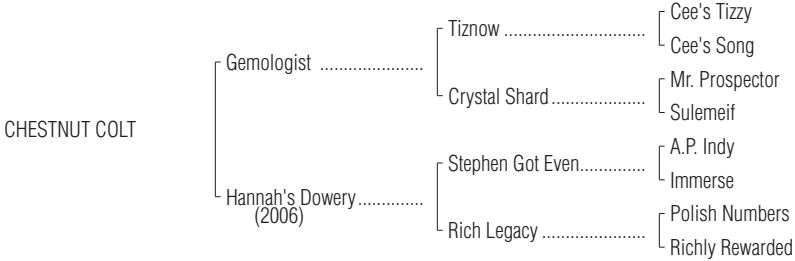 Cee's Tizzy
Tiznow ..............................
Cee's Song
Gemologist ......................
Mr. Prospector
Crystal Shard....................
Sulemeif
CHESTNUT COLT
A.P. Indy
Stephen Got Even..............
Immerse
Hannah's Dowery..............
(2006)
Polish Numbers
Rich Legacy ......................
Richly Rewarded